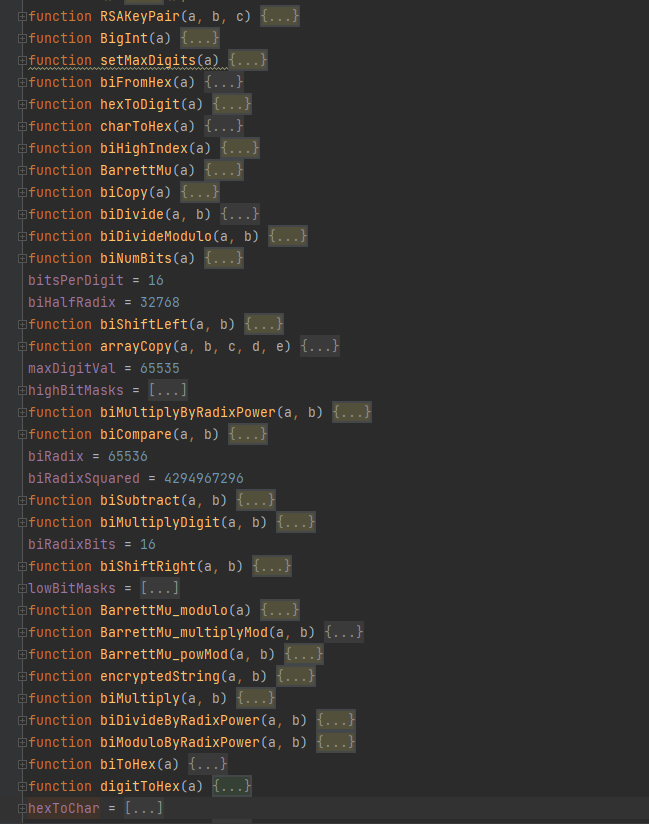 function RSAKeyPair(a, b, c) {...}
function BigInt(a) {...}
function setMaxDigits(a) {...}
function biFromHex(a) {...}
function hexToDigit(a) {...}
function charToHex(a) {...}
function biHighIndex(a) {...}
function BarrettMu(a) {...}
function biCopy(a) {...}
function biDivide(a, b) {...}
function biDivideModulo(a, b) {...}
function biNumBits(a) {...}
bitsPerDigit = 16
biHalfRadix = 32768
function biShiftLeft(a, b) {...}
function arrayCopy(a, b, c, d, e) {...}
maxDigitVal = 65535
highBitMasks = [...]
function biMultiplyByRadixPower(a, b) {...}
function biCompare(a, b) {...}
biRadix = 65536
biRadixSquared = 4294967296
function biSubtract(a, b) {...}
function biMultiplyDigit(a, b) {...}
biRadixBits = 16
function biShiftRight(a, b) {...}
lowBitMasks = [...]
function BarrettMu_modulo(a) {...}
function BarrettMu_multiplyMod(a, b) {...}
function BarrettMu_powMod(a, b) {...}
function encryptedString(a, b) {...}
function biMultiply(a, b) {...}
function biDivideByRadixPower(a, b) {...}
function biModuloByRadixPower(a, b) {...}
function biToHex(a) {...}
function digitToHex(a) {...}
hexToChar = [...]